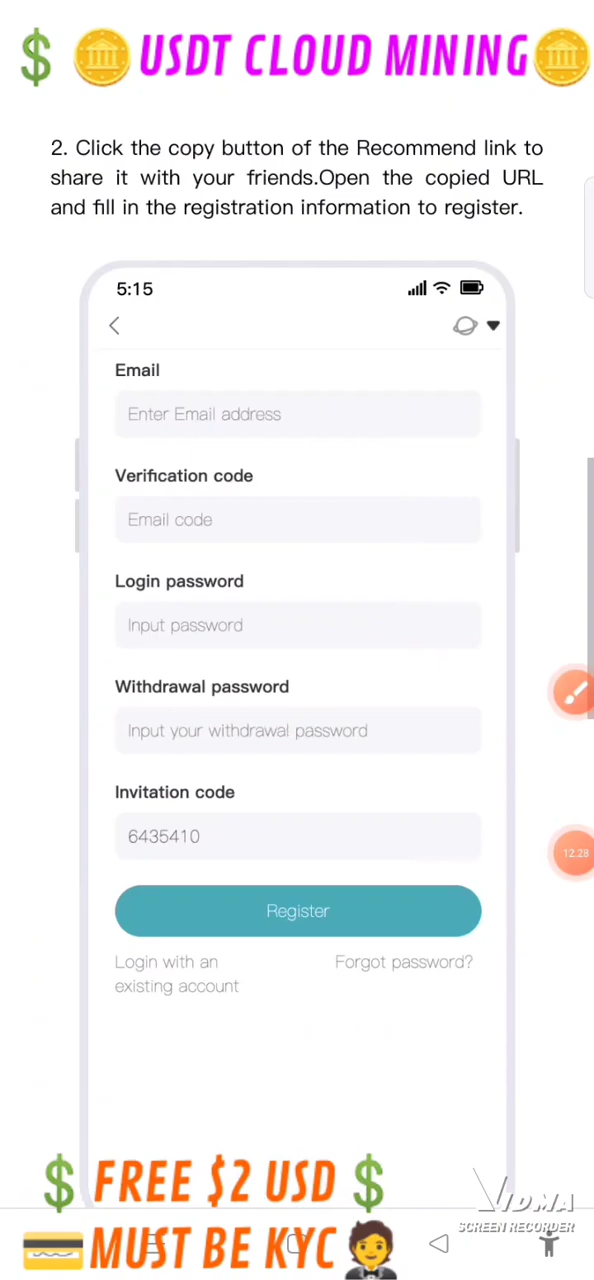 USDT CLOUD MINING
2. Click the copy button of the Recommend link to
share it with your friends.Open the copied URL
and fill in the registration information to register.
5:15
Email
Enter Email address
Verification code
Email code
Login password
Input password
Withdrawal password
Input your withdrawal password
Invitation code
6435410
Register
Login with an
existing account
Forgot password?
12.28
$ FREE $2 USD $
MUST BE KYC
VIDMA
SCREEN RECORDER